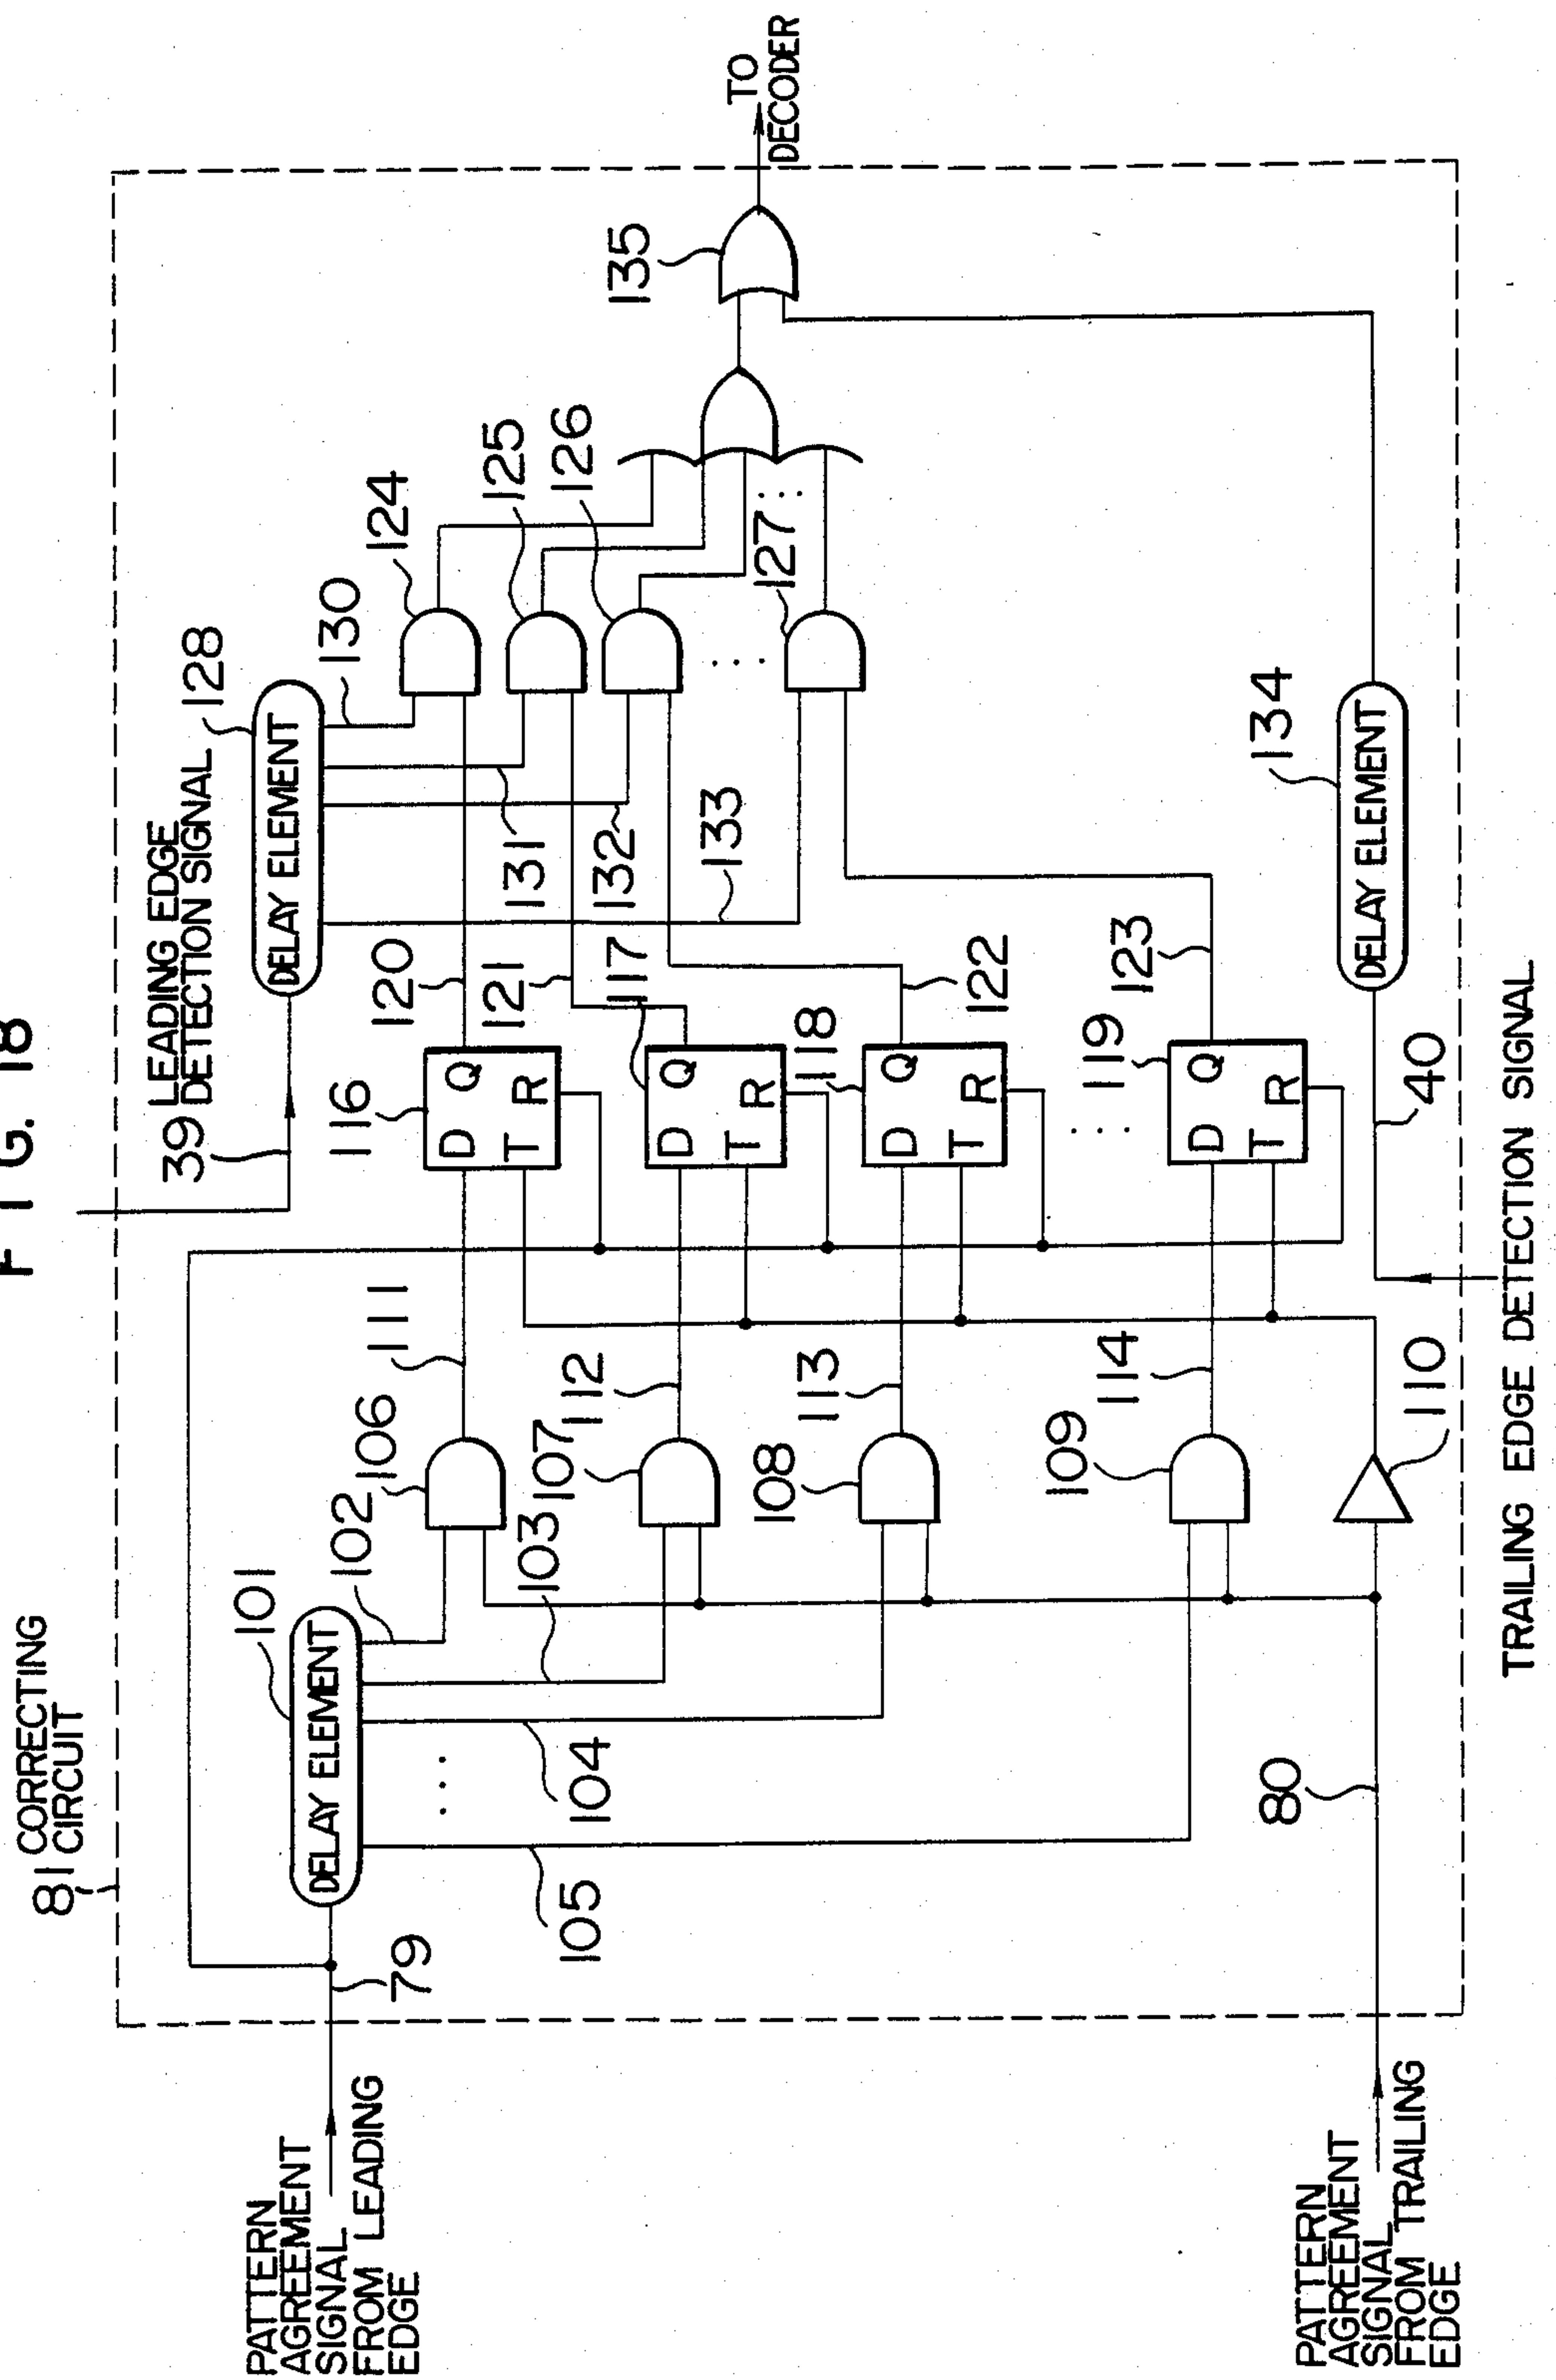 FIG. 18
81 CORRECTING
CIRCUIT
39 LEADING EDGE
DETECTION SIGNAL
128
DELAY ELEMENT
101
DELAY ELEMENT
102
103
104
105
106
107
108
109
110
111
112
113
114
116
117
118
119
D Q
T R
D Q
T R
D Q
T R
D Q
T R
120
121
122
123
124
125
126
127
130
131
132
133
134
DELAY ELEMENT
135
TO
DECODER
79
80
40
PATTERN
AGREEMENT
SIGNAL
FROM LEADING
EDGE
PATTERN
AGREEMENT
SIGNAL
FROM TRAILING
EDGE
TRAILING EDGE DETECTION SIGNAL